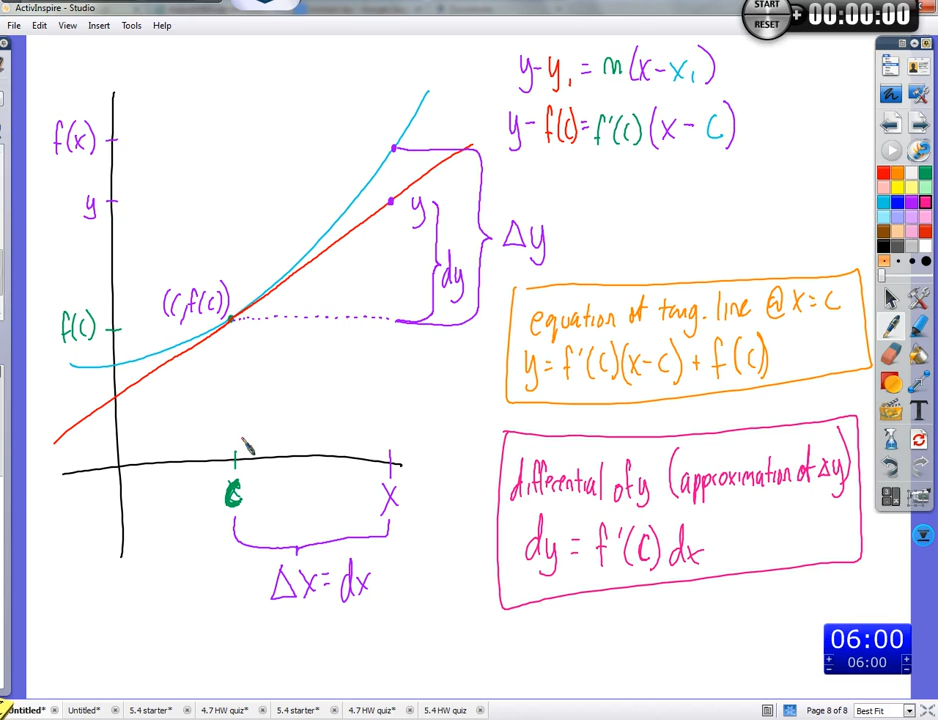 ActivInspire - Studio
START
RESET
00:00:00
File Edit View Insert Tools Help
y-y₁ = m(x-x₁)
y-f(c)=f'(c)(x-c)
f(x)
y
f(c)
(c,f(c))
y
dy
Δy
equation of tang. line @ x=c
y=f'(c)(x-c)+f(c)
c
x
Δx=dx
differential of y (approximation of Δy)
dy = f'(c) dx
T
06:00
06:00
Untitled* Untitled* 5.4 starter* 4.7 HW quiz* 5.4 starter* 4.7 HW quiz* 5.4 HW quiz
Page 8 of 8 Best Fit